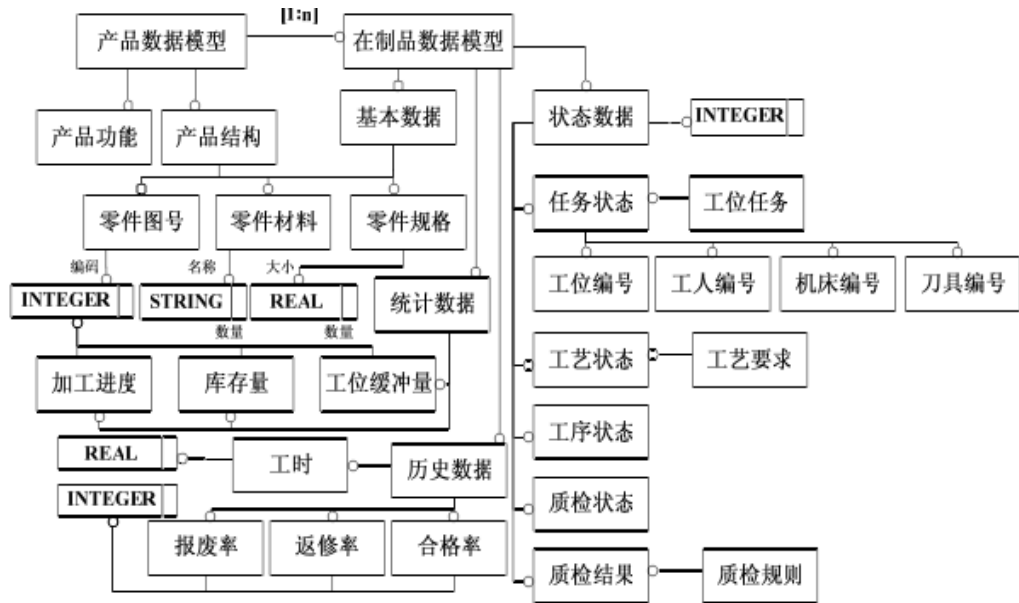 [1:n]
产品数据模型
在制品数据模型
产品功能
产品结构
基本数据
状态数据
INTEGER
零件图号
零件材料
零件规格
任务状态
工位任务
编码
名称
大小
INTEGER
STRING
REAL
统计数据
工位编号
工人编号
机床编号
刀具编号
数量
数量
加工进度
库存量
工位缓冲量
工艺状态
工艺要求
REAL
工时
历史数据
工序状态
INTEGER
质检状态
报废率
返修率
合格率
质检结果
质检规则